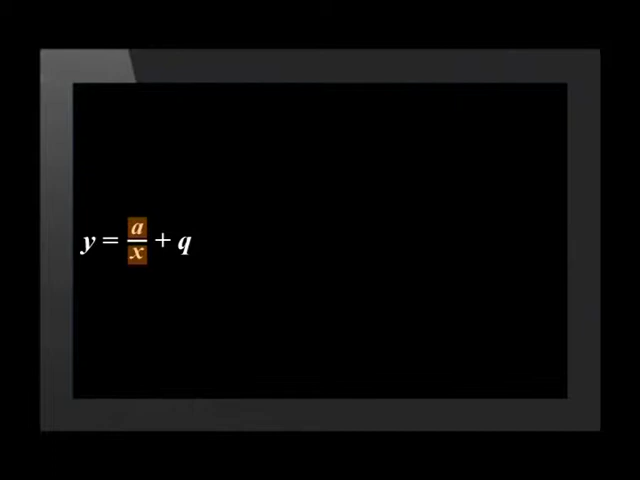 y = a/x + q